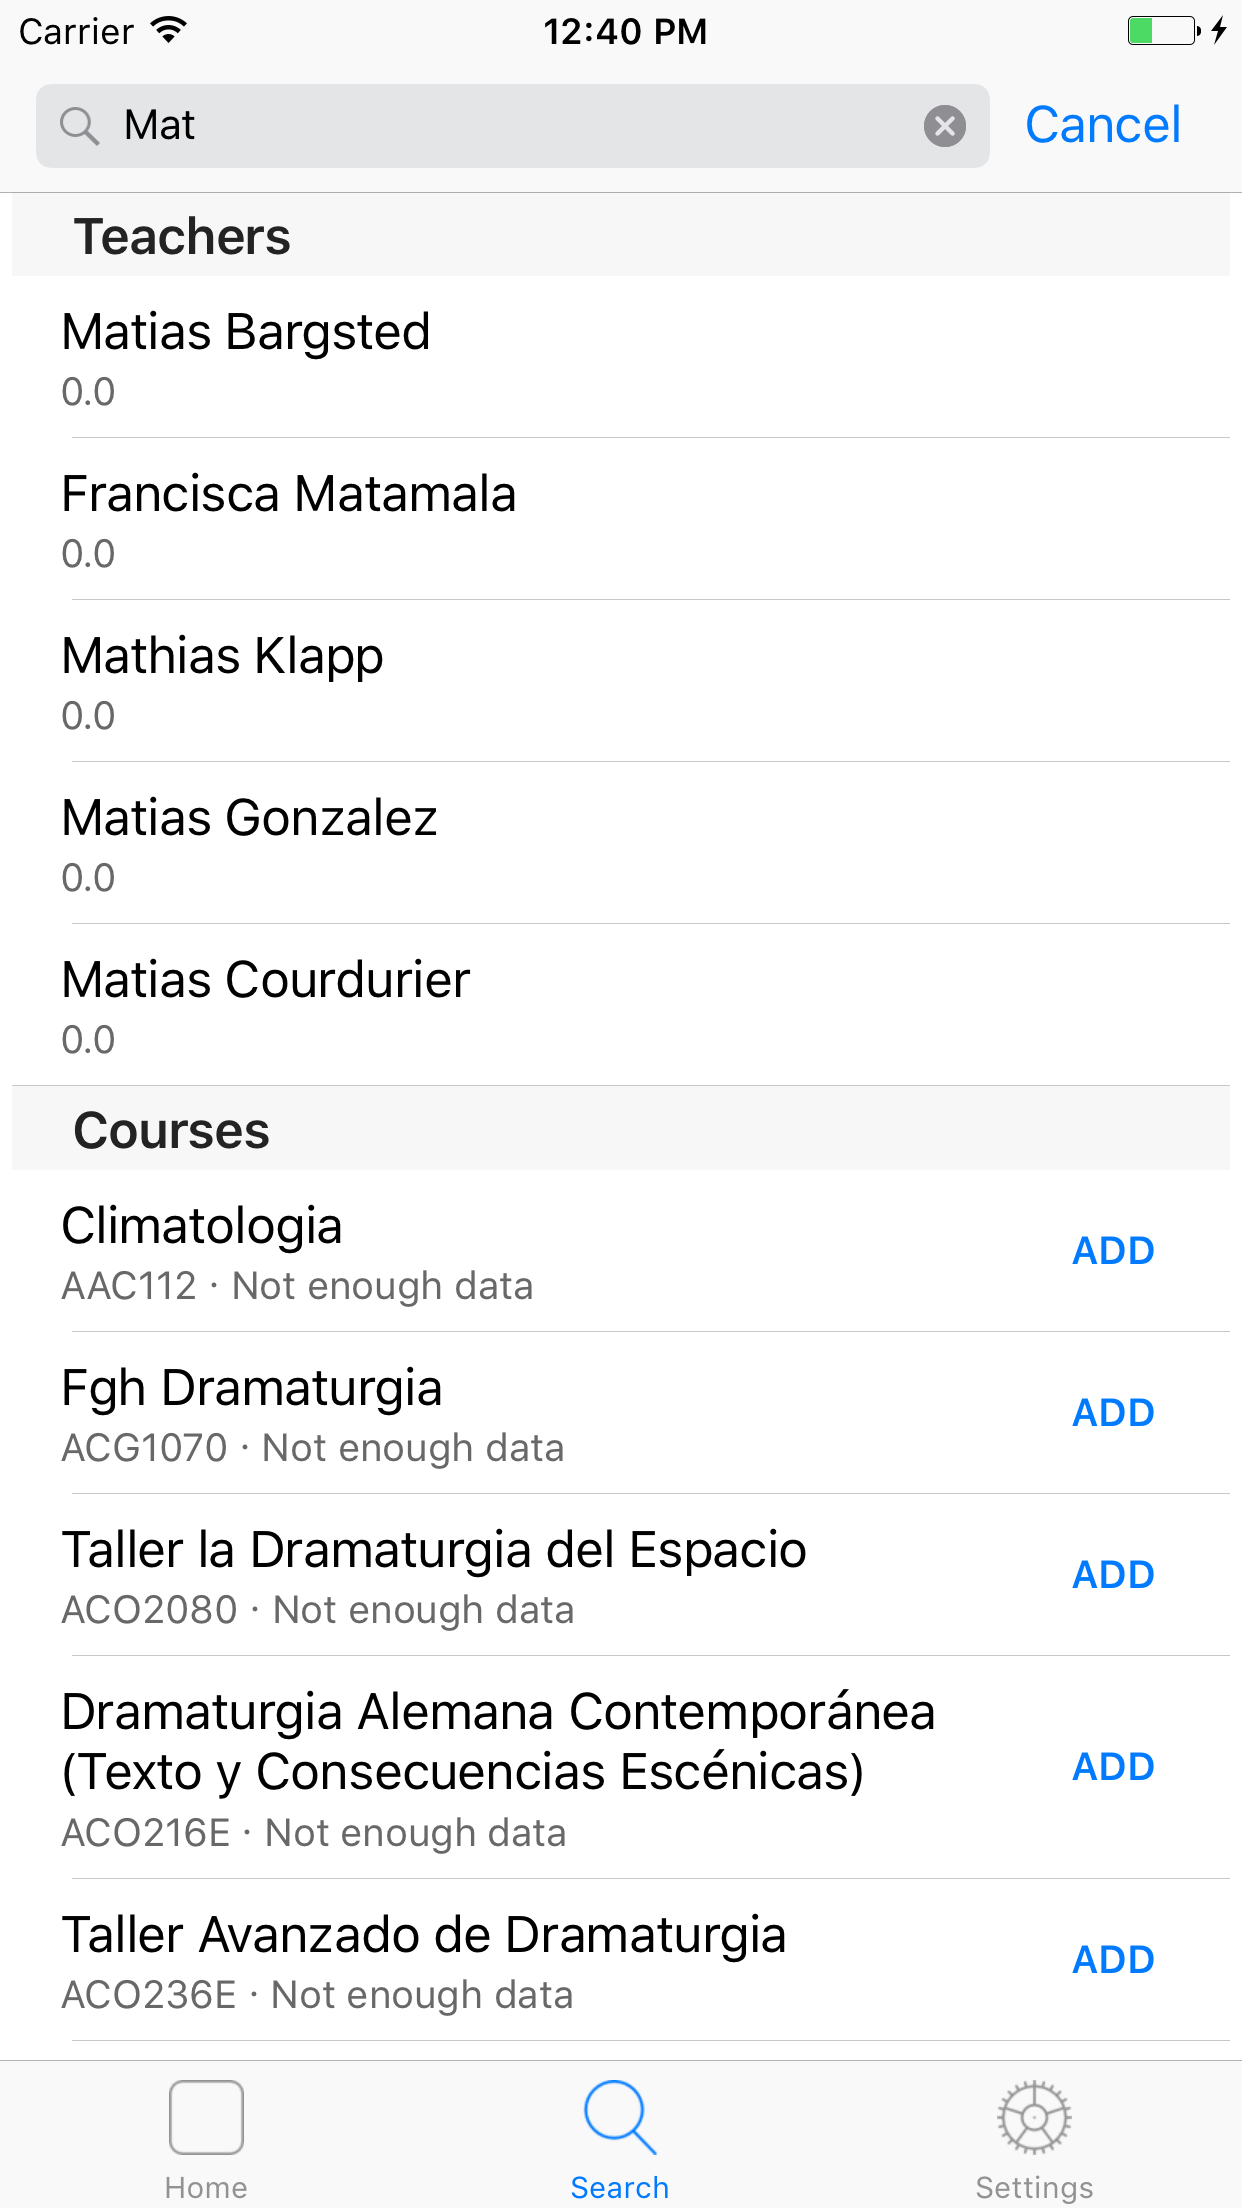 Carrier 12:40 PM
Mat Cancel
Teachers
Matias Bargsted
0.0
Francisca Matamala
0.0
Mathias Klapp
0.0
Matias Gonzalez
0.0
Matias Courdurier
0.0
Courses
Climatologia
AAC112 · Not enough data
ADD
Fgh Dramaturgia
ACG1070 · Not enough data
ADD
Taller la Dramaturgia del Espacio
ACO2080 · Not enough data
ADD
Dramaturgia Alemana Contemporánea
(Texto y Consecuencias Escénicas)
ACO216E · Not enough data
ADD
Taller Avanzado de Dramaturgia
ACO236E · Not enough data
ADD
Home Search Settings